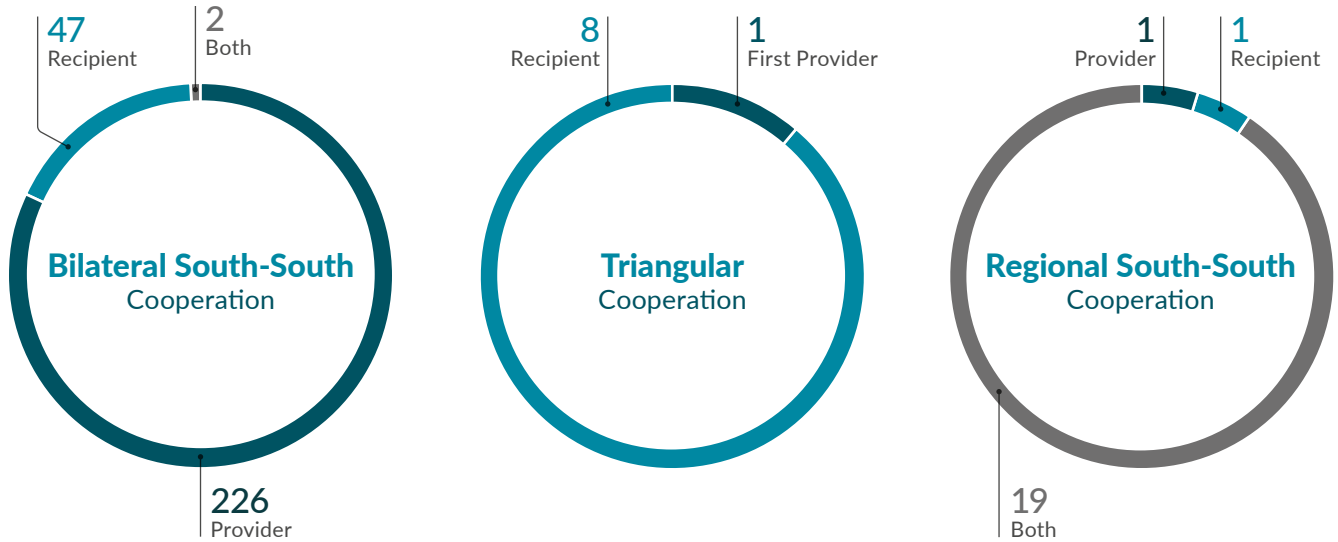 47
Recipient
2
Both
Bilateral South-South
Cooperation
226
Provider
8
Recipient
1
First Provider
Triangular
Cooperation
1
Provider
1
Recipient
Regional South-South
Cooperation
19
Both